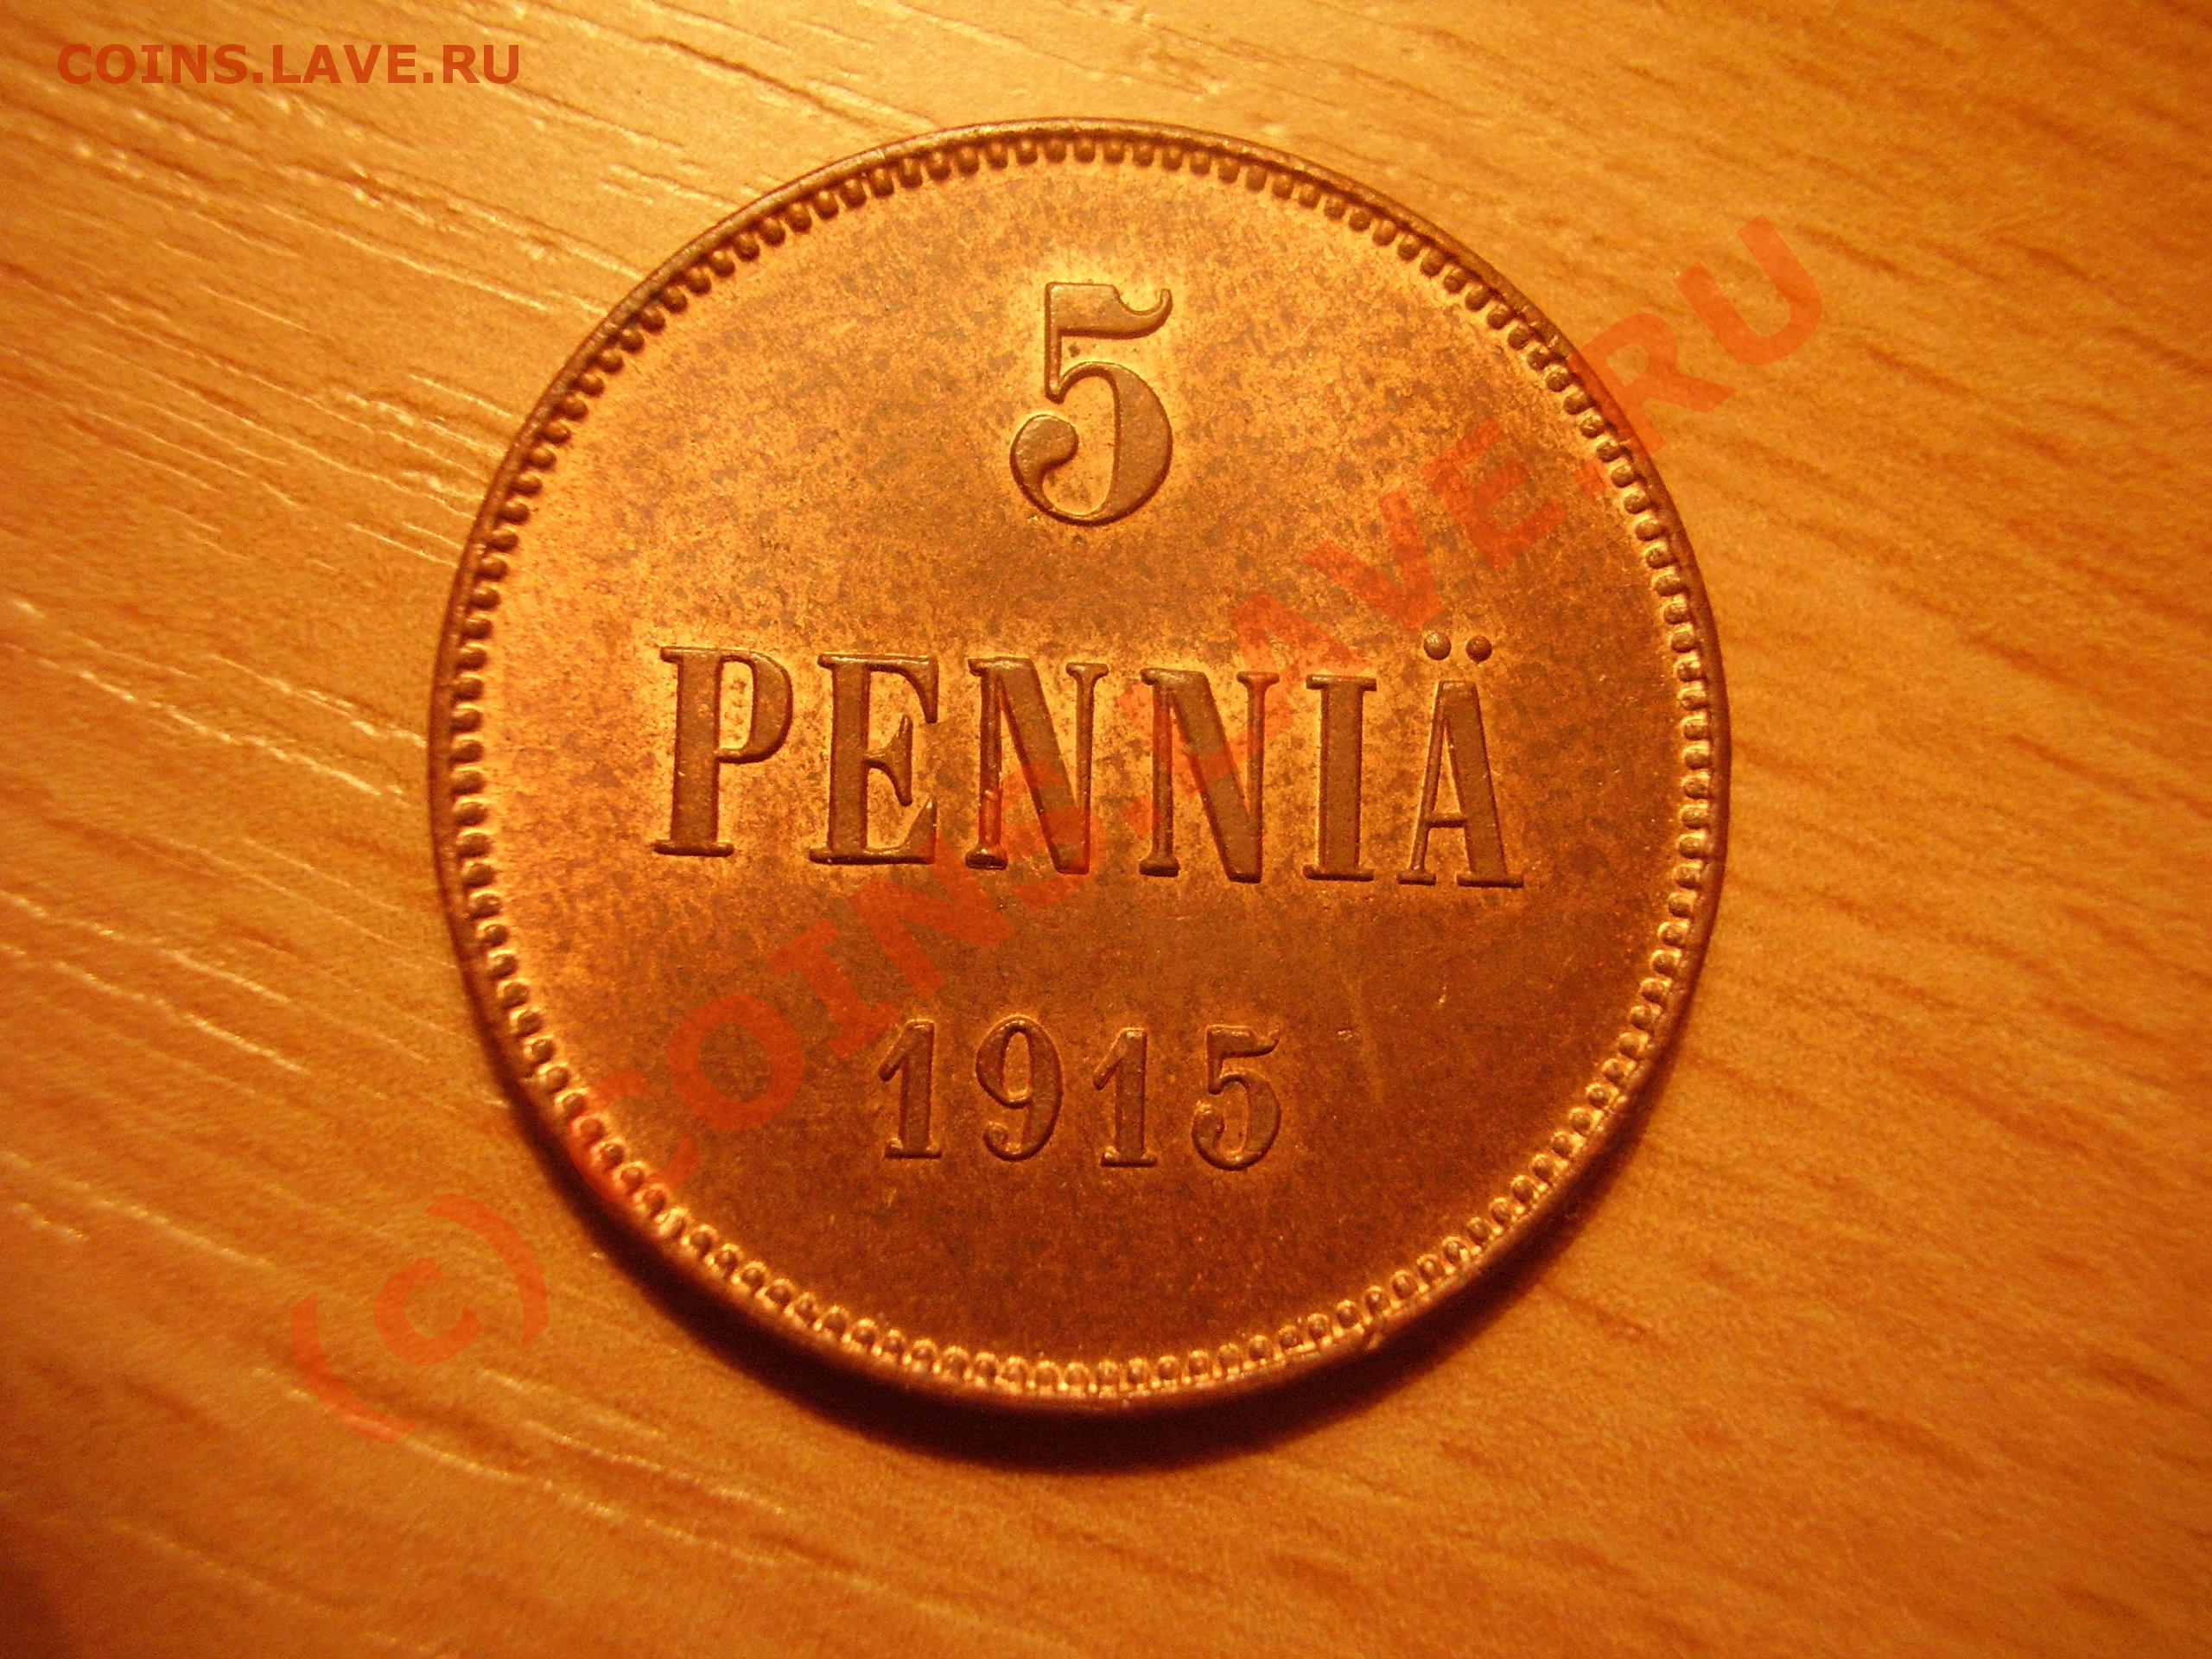 COINS.LAVE.RU
5
PENNIÄ
1915
(c) COINS.LAVE.RU